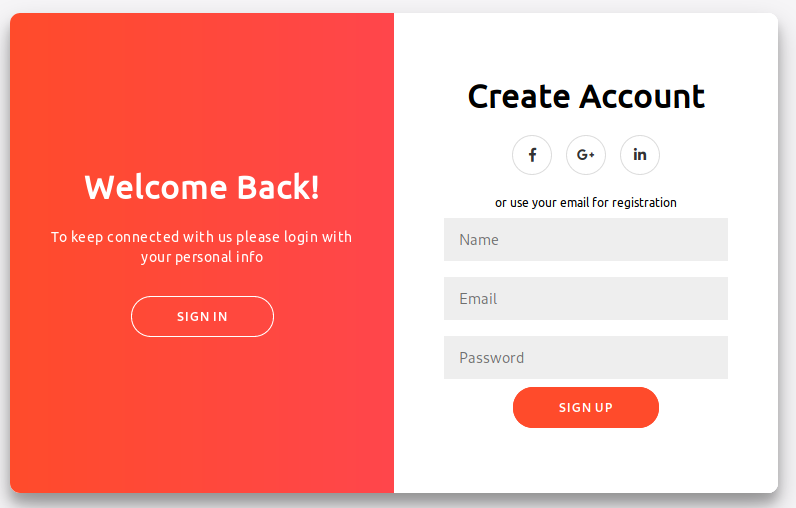 Welcome Back!
To keep connected with us please login with
your personal info
SIGN IN
Create Account
f
G+
in
or use your email for registration
Name
Email
Password
SIGN UP